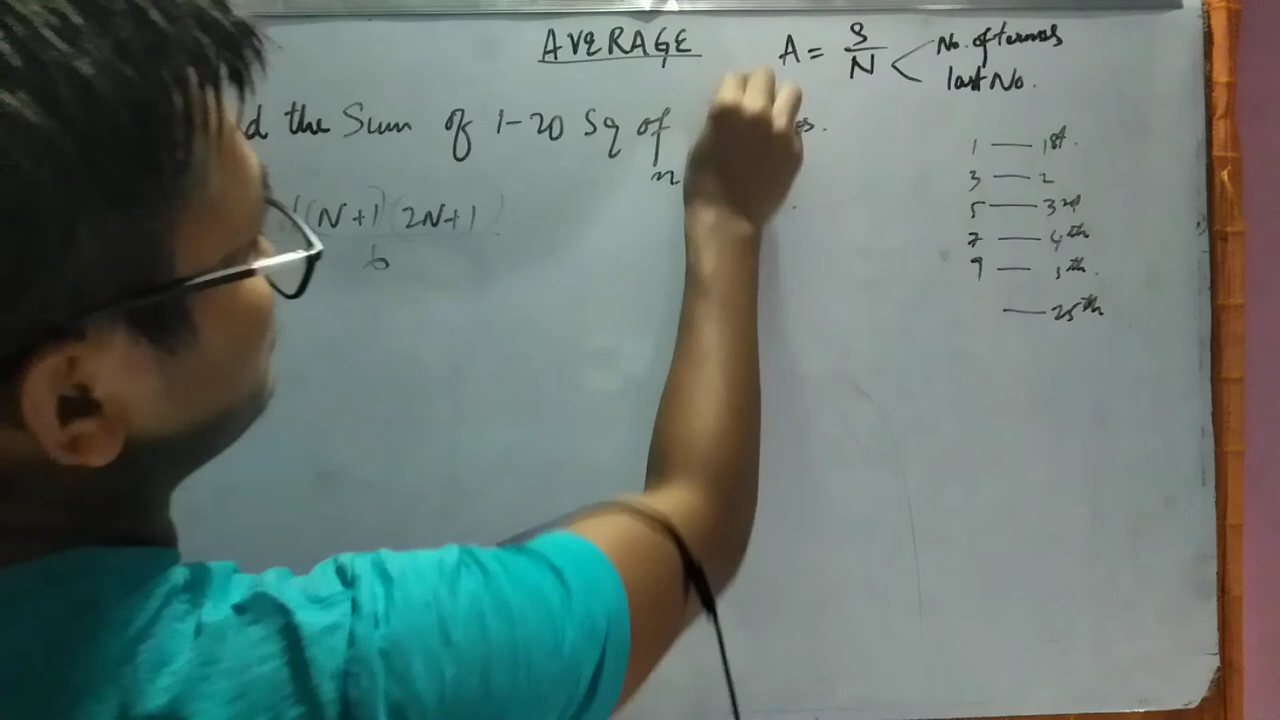 AVERAGE
A = S/N < No. of terms
last No.
d the Sum of 1-20 Sq of
n
(N+1)(2N+1)
6
1 — 1st.
3 — 2
5 — 3rd
7 — 4th
9 — 5th.
— 25th